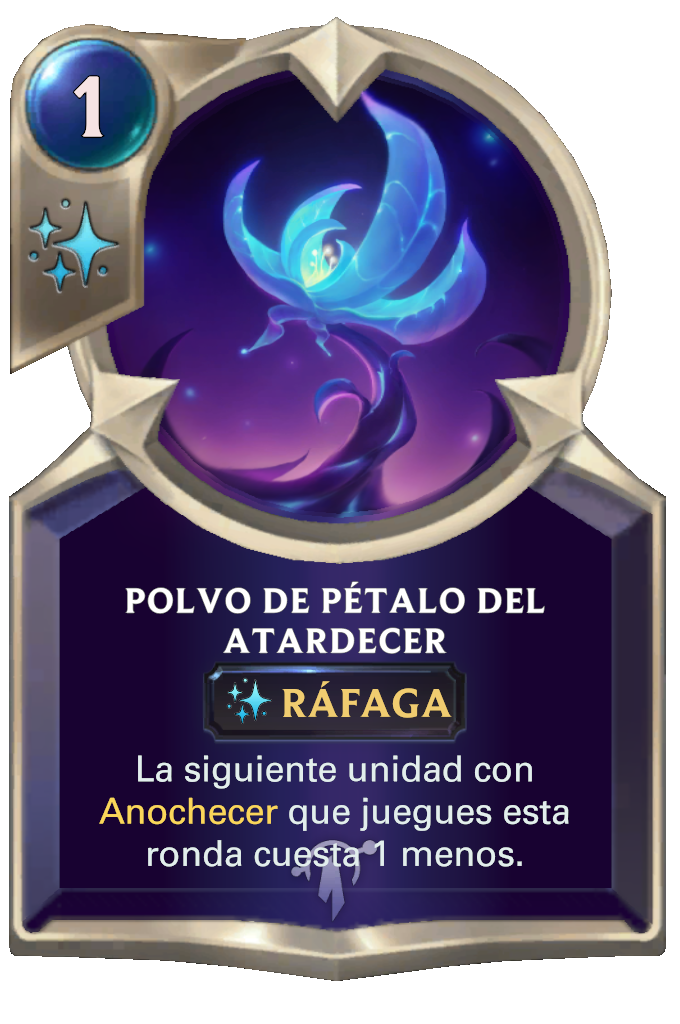 1
POLVO DE PÉTALO DEL
ATARDECER
RÁFAGA
La siguiente unidad con
Anochecer que juegues esta
ronda cuesta 1 menos.